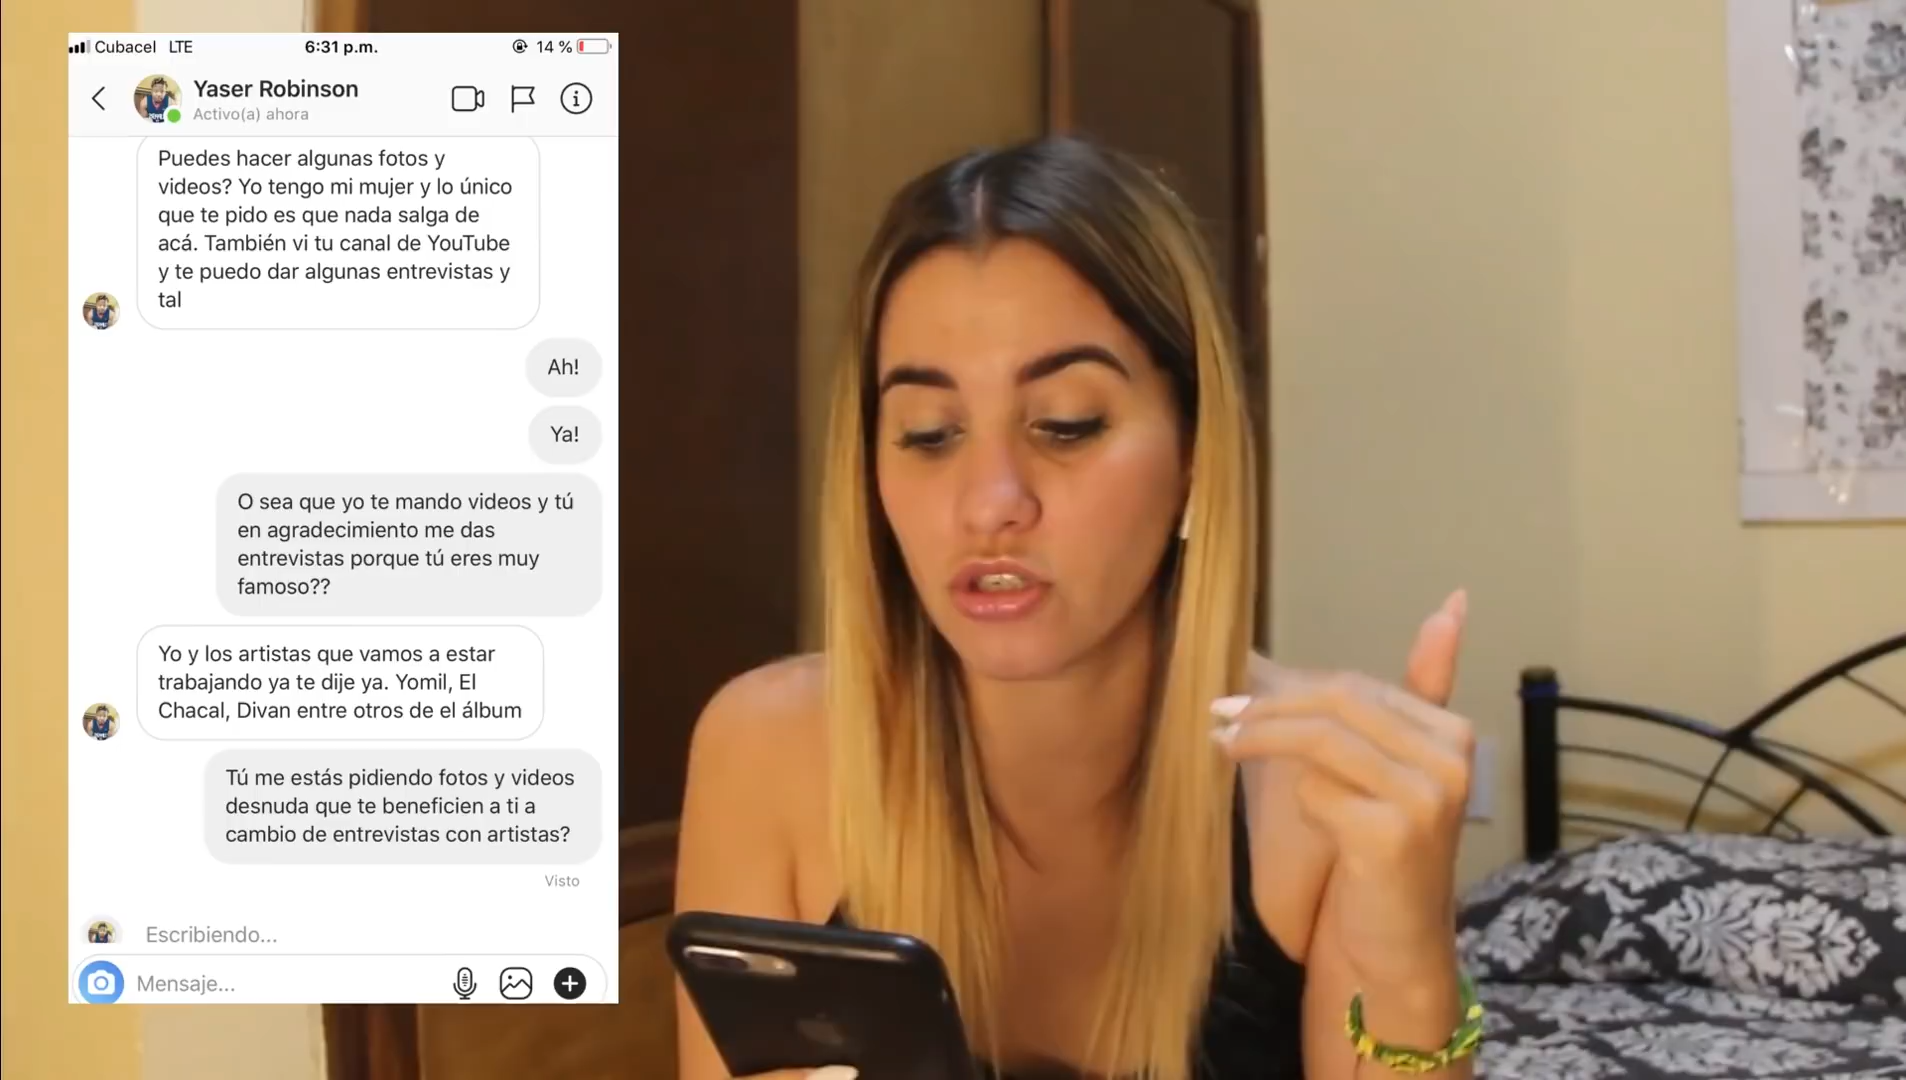 Cubacel LTE 6:31 p.m. 14 %
Yaser Robinson
Activo(a) ahora
Puedes hacer algunas fotos y
videos? Yo tengo mi mujer y lo único
que te pido es que nada salga de
acá. También vi tu canal de YouTube
y te puedo dar algunas entrevistas y
tal
Ah!
Ya!
O sea que yo te mando videos y tú
en agradecimiento me das
entrevistas porque tú eres muy
famoso??
Yo y los artistas que vamos a estar
trabajando ya te dije ya. Yomil, El
Chacal, Divan entre otros de el álbum
Tú me estás pidiendo fotos y videos
desnuda que te beneficien a ti a
cambio de entrevistas con artistas?
Visto
Escribiendo...
Mensaje...